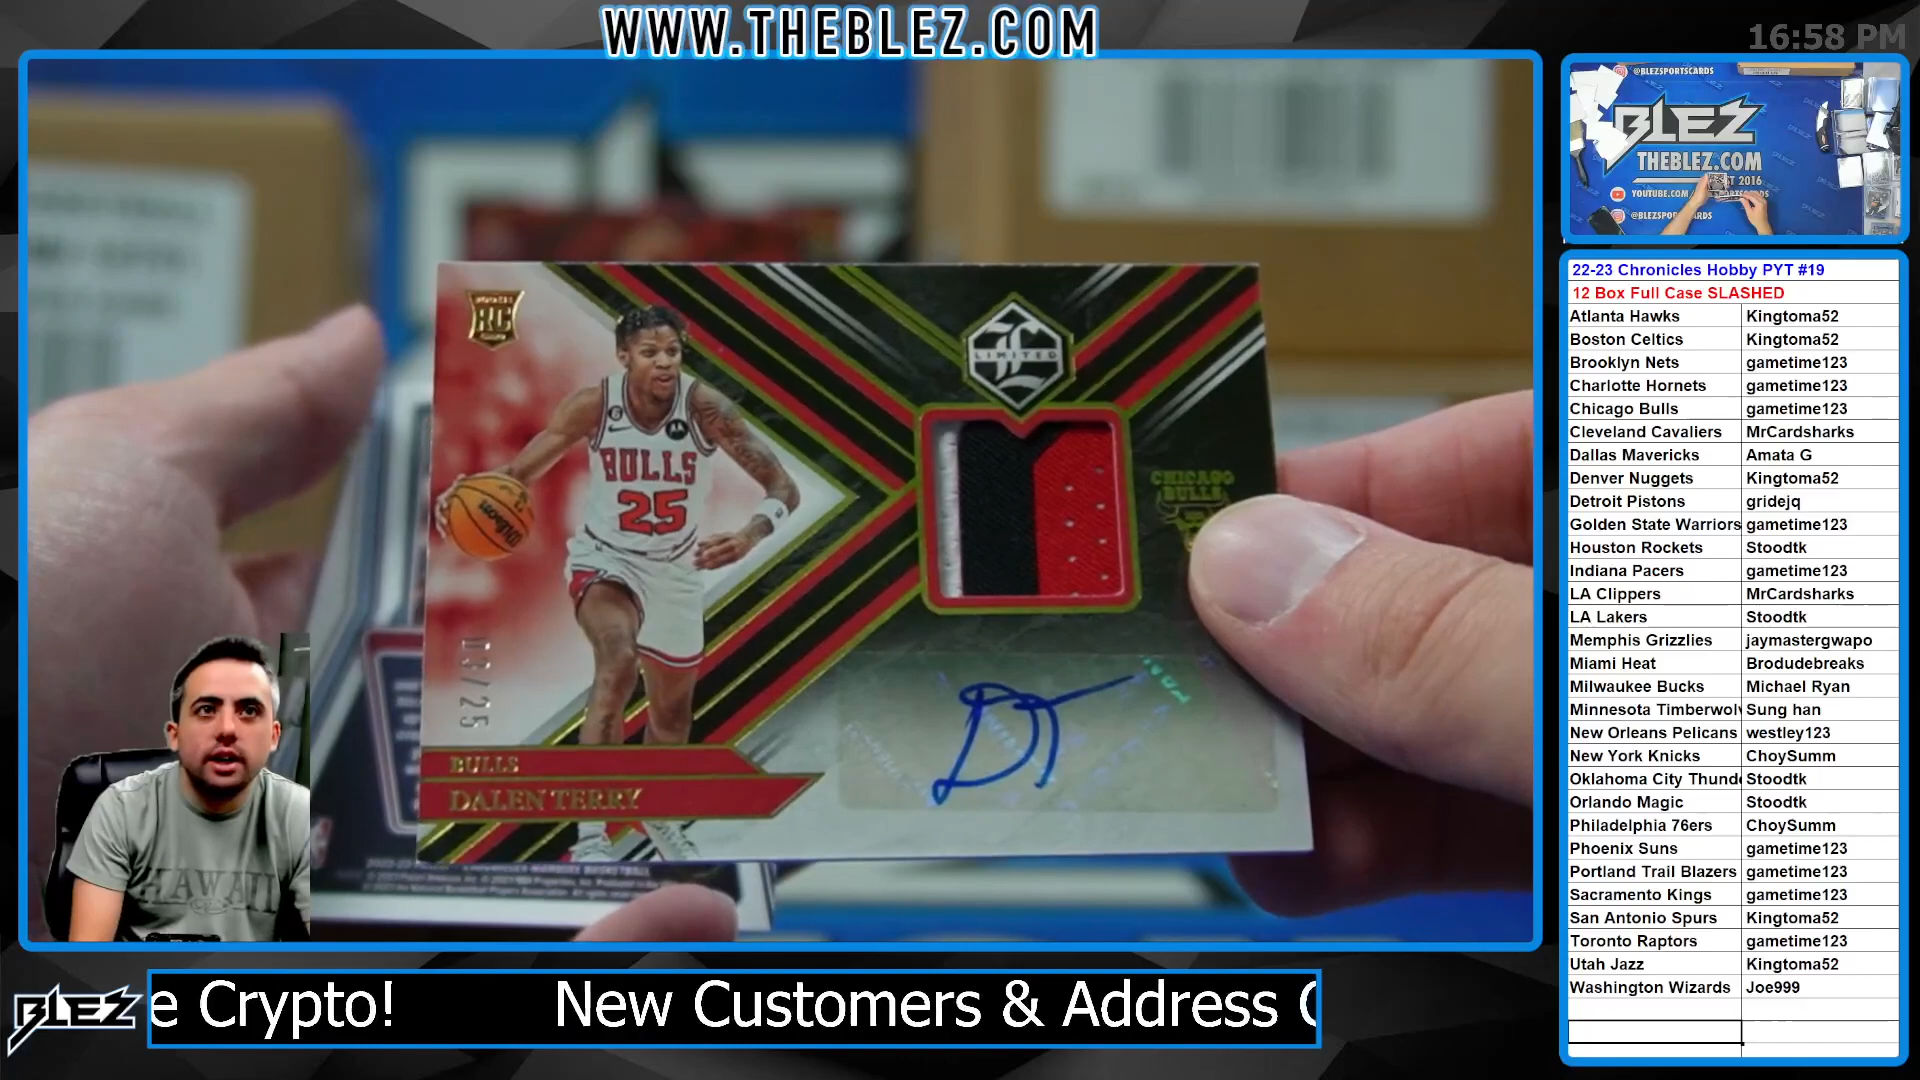 WWW.THEBLEZ.COM
16:58 PM
@BLEZSPORTSCARDS
BLEZ
THEBLEZ.COM
2016
YOUTUBE.COM
22-23 Chronicles Hobby PYT #19
12 Box Full Case SLASHED
Atlanta Hawks Kingtoma52
Boston Celtics Kingtoma52
Brooklyn Nets gametime123
Charlotte Hornets gametime123
Chicago Bulls gametime123
Cleveland Cavaliers MrCardsharks
Dallas Mavericks Amata G
Denver Nuggets Kingtoma52
Detroit Pistons gridejq
Golden State Warriors gametime123
Houston Rockets Stoodtk
Indiana Pacers gametime123
LA Clippers MrCardsharks
LA Lakers Stoodtk
Memphis Grizzlies jaymastergwapo
Miami Heat Brodudebreaks
Milwaukee Bucks Michael Ryan
Minnesota Timberwolv Sung han
New Orleans Pelicans westley123
New York Knicks ChoySumm
Oklahoma City Thunde Stoodtk
Orlando Magic Stoodtk
Philadelphia 76ers ChoySumm
Phoenix Suns gametime123
Portland Trail Blazers gametime123
Sacramento Kings gametime123
San Antonio Spurs Kingtoma52
Toronto Raptors gametime123
Utah Jazz Kingtoma52
Washington Wizards Joe999
RC
LIMITED
BULLS
25
Wilson
CHICAGO
BULLS
03/25
BULLS
DALEN TERRY
DT
HAWAII
BLEZ
e Crypto! New Customers & Address C